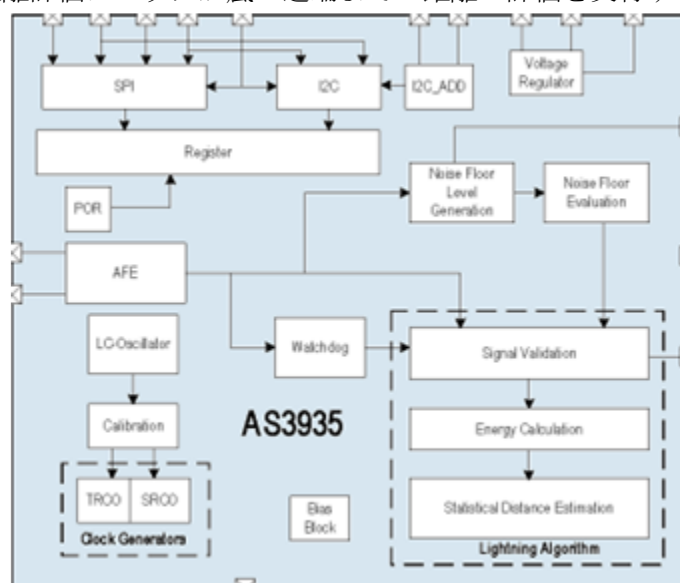 SPI
I2C
I2C_ADD
Voltage
Regulator
Register
POR
Noise Floor
Level
Generation
Noise Floor
Evaluation
AFE
LC-Oscillator
Watchdog
Signal Validation
Calibration
AS3935
Energy Calculation
TRCO
SRCO
Bias
Block
Statistical Distance Estimation
Clock Generators
Lightning Algorithm